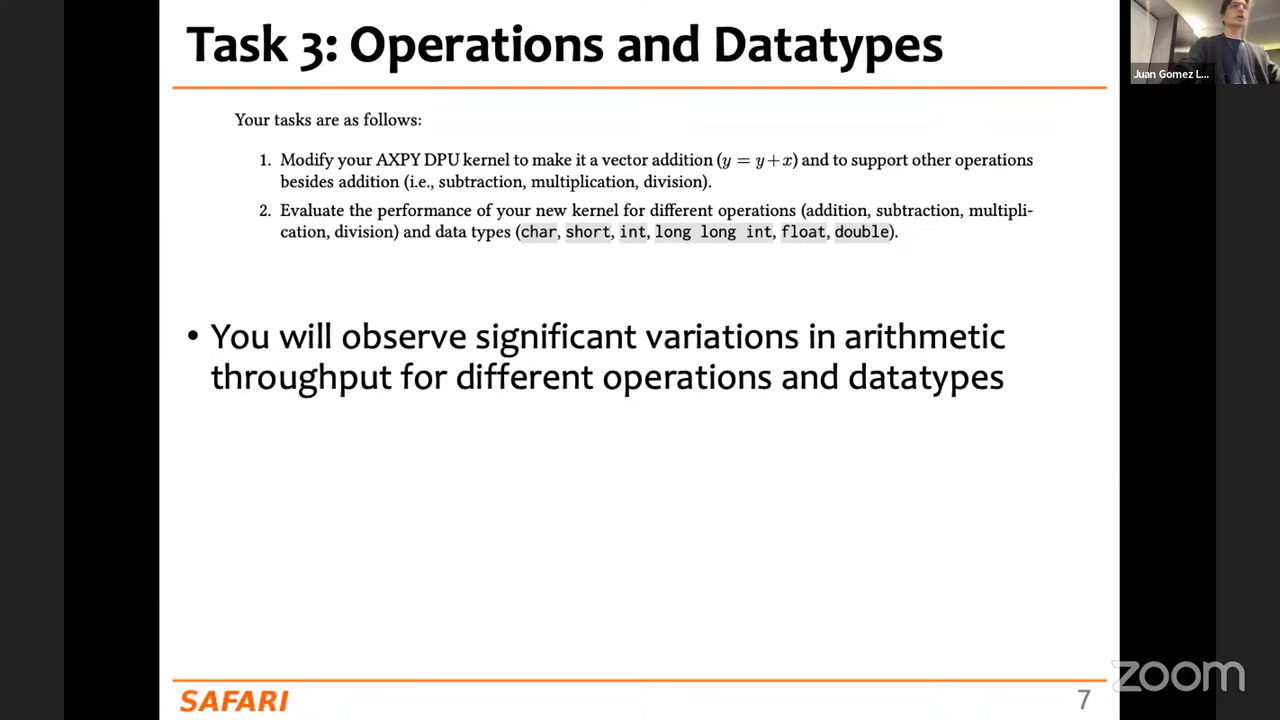 Task 3: Operations and Datatypes
Juan Gomez L...
Your tasks are as follows:
1. Modify your AXPY DPU kernel to make it a vector addition (y = y+x) and to support other operations
besides addition (i.e., subtraction, multiplication, division).
2. Evaluate the performance of your new kernel for different operations (addition, subtraction, multipli-
cation, division) and data types (char, short, int, long long int, float, double).
• You will observe significant variations in arithmetic
throughput for different operations and datatypes
SAFARI
7
zoom